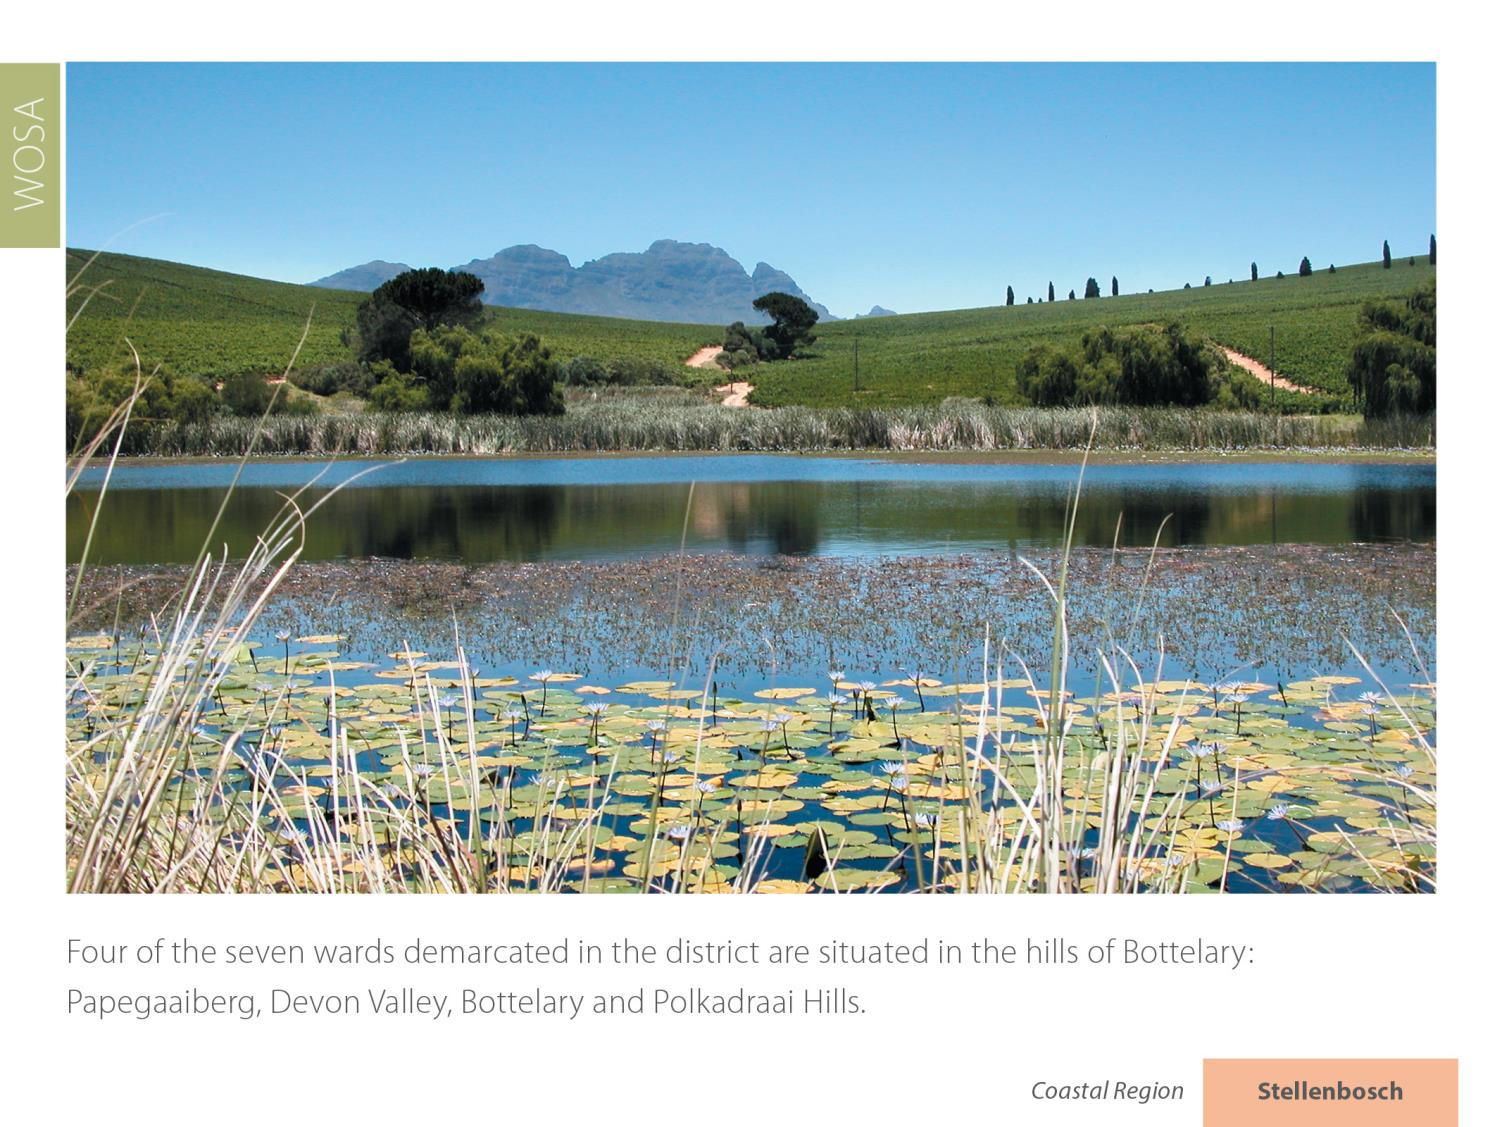 WOSA
Four of the seven wards demarcated in the district are situated in the hills of Bottelary:
Papegaaiberg, Devon Valley, Bottelary and Polkadraai Hills.
Coastal Region
Stellenbosch